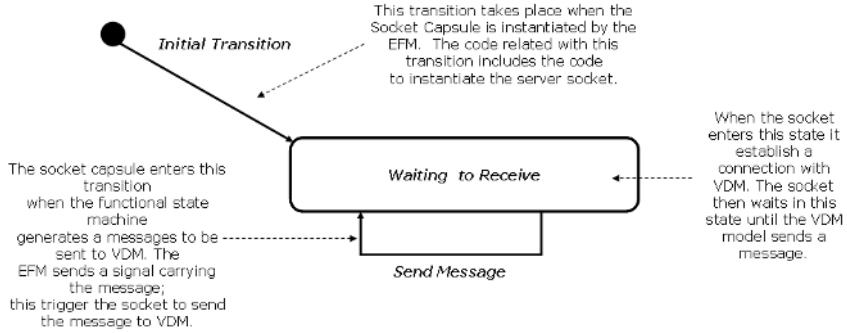 This transition takes place when the
Socket Capsule is instantiated by the
EFM. The code related with this
transition includes the code
to instantiate the server socket.
Initial Transition
When the socket
enters this state it
establish a
connection with
VDM. The socket
then waits in this
state until the VDM
model sends a
message.
Waiting to Receive
The socket capsule enters this
transition
when the functional state
machine
generates a messages to be
sent to VDM. The
EFM sends a signal carrying
the message;
this trigger the socket to send
the message to VDM.
Send Message